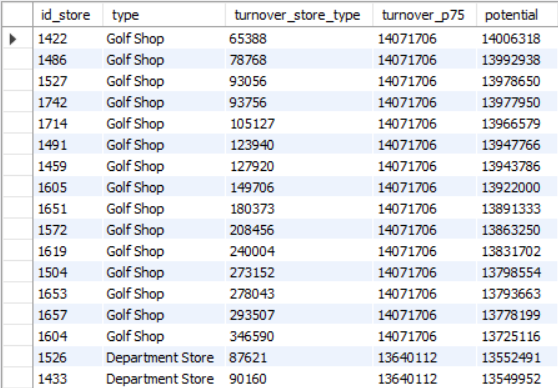 id_store type turnover_store_type turnover_p75 potential
1422 Golf Shop 65388 14071706 14006318
1486 Golf Shop 78768 14071706 13992938
1527 Golf Shop 93056 14071706 13978650
1742 Golf Shop 93756 14071706 13977950
1714 Golf Shop 105127 14071706 13966579
1491 Golf Shop 123940 14071706 13947766
1459 Golf Shop 127920 14071706 13943786
1605 Golf Shop 149706 14071706 13922000
1651 Golf Shop 180373 14071706 13891333
1572 Golf Shop 208456 14071706 13863250
1619 Golf Shop 240004 14071706 13831702
1504 Golf Shop 273152 14071706 13798554
1653 Golf Shop 278043 14071706 13793663
1657 Golf Shop 293507 14071706 13778199
1604 Golf Shop 346590 14071706 13725116
1526 Department Store 87621 13640112 13552491
1433 Department Store 90160 13640112 13549952